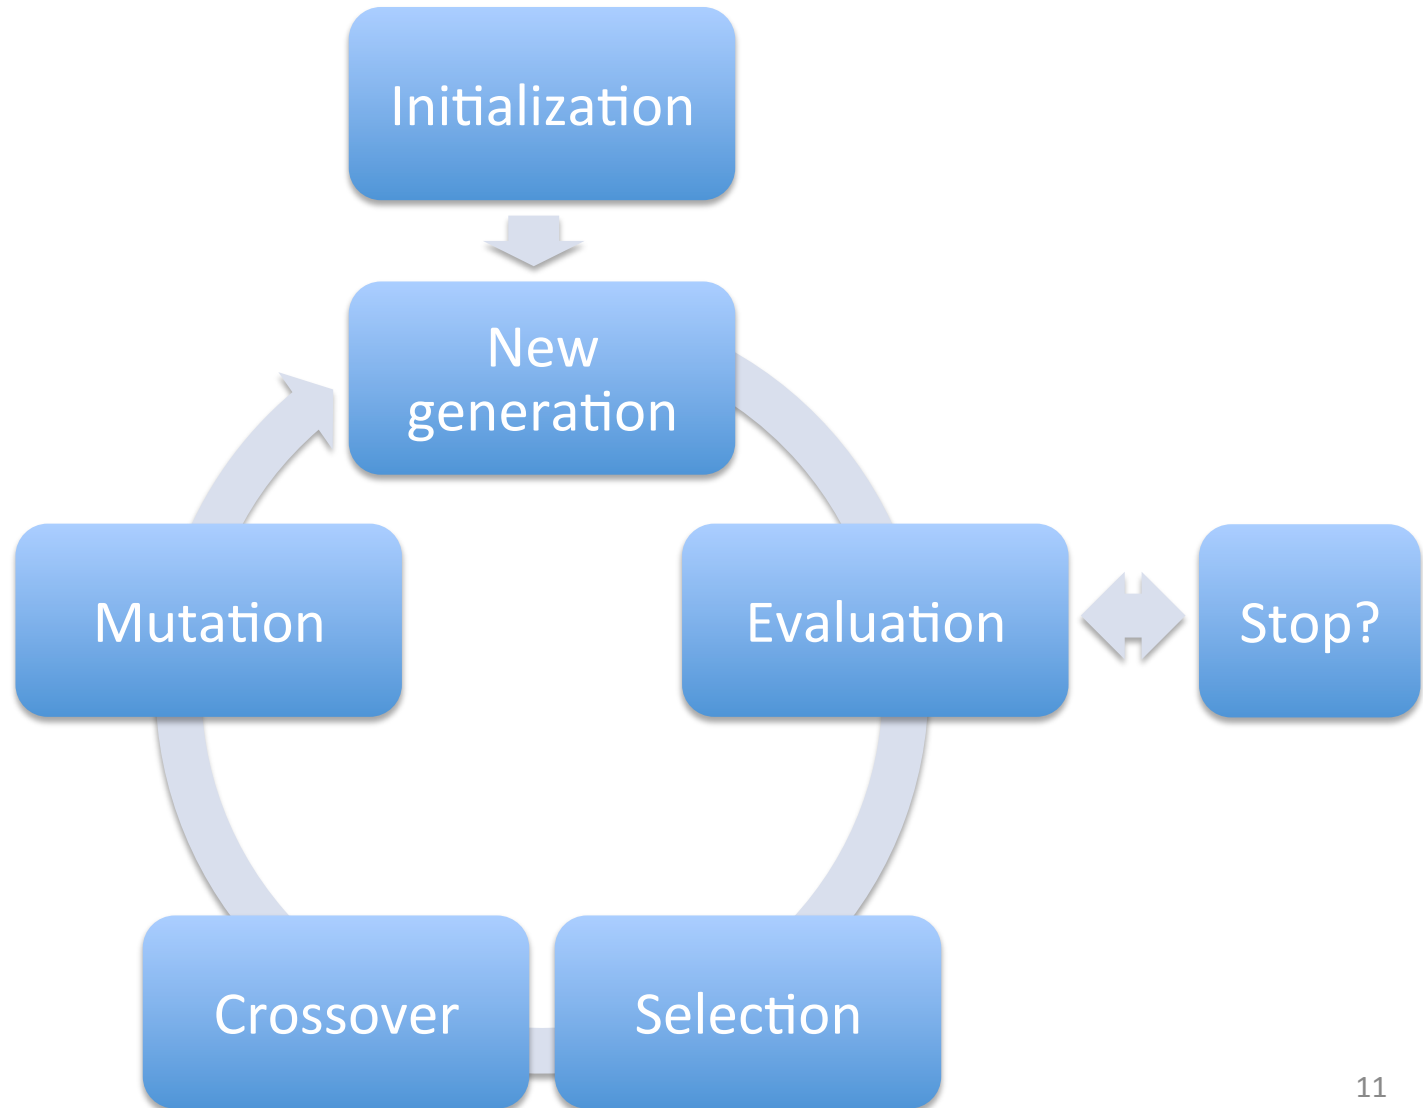 Initialization
New
generation
Mutation
Evaluation
Stop?
Crossover
Selection
11